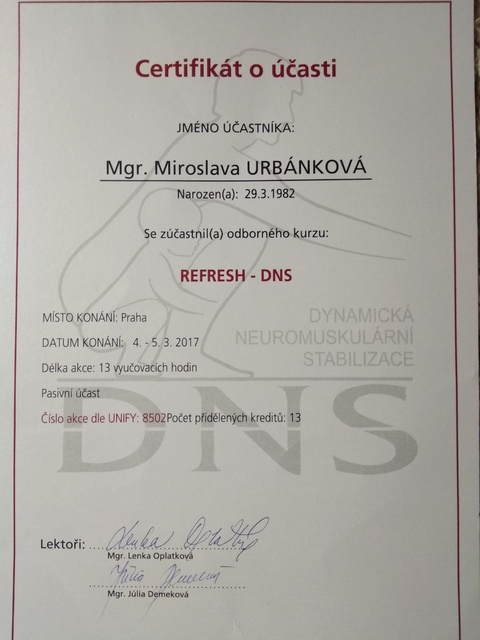 Certifikát o účasti
JMÉNO ÚČASTNÍKA:
Mgr. Miroslava URBÁNKOVÁ
Narozen(a): 29.3.1982
Se zúčastnil(a) odborného kurzu:
REFRESH - DNS
MÍSTO KONÁNÍ: Praha
DATUM KONÁNÍ: 4. - 5. 3. 2017
Délka akce: 13 vyučovacích hodin
Pasivní účast
Číslo akce dle UNIFY: 8502Počet přidělených kreditů: 13
DYNAMICKÁ
NEUROMUSKULÁRNÍ
STABILIZACE
DNS
Lektoři: Lenka Oplatková
Mgr. Lenka Oplatková
Mgr. Júlia Demeková